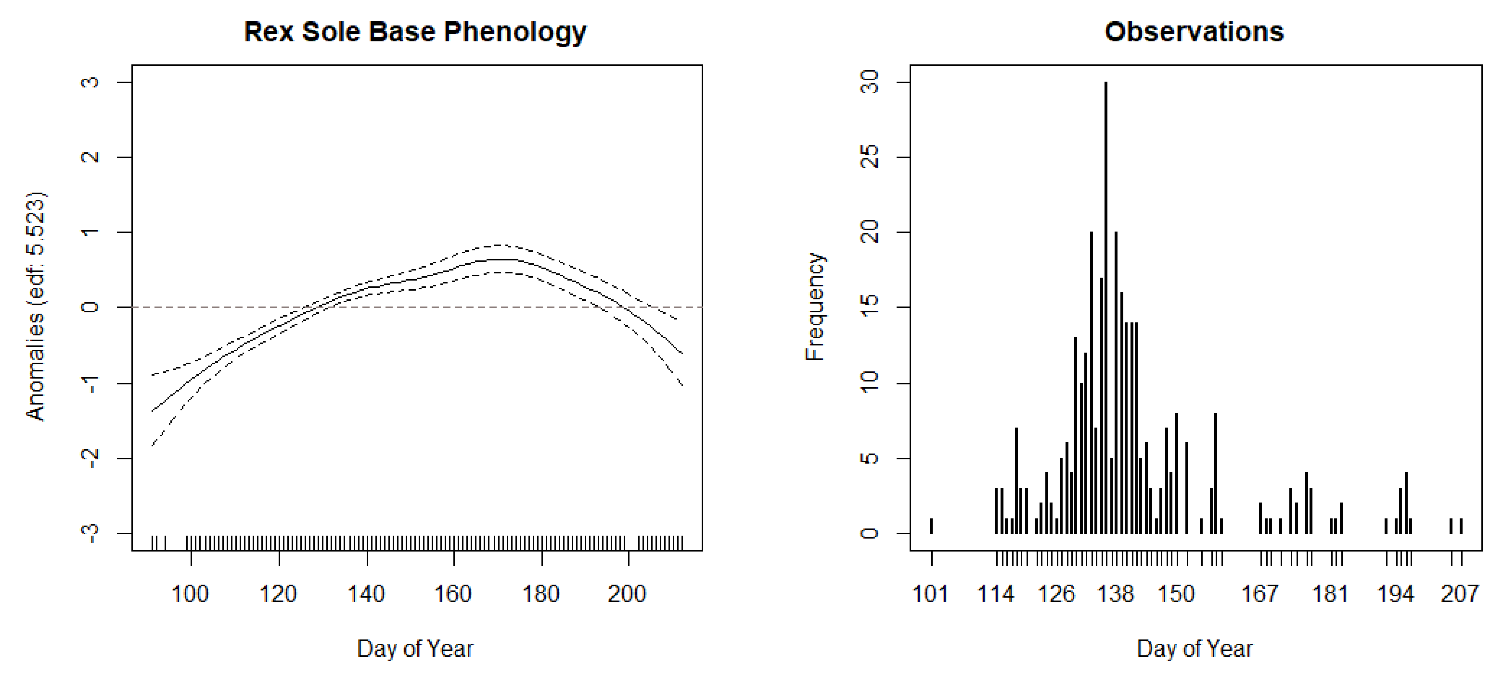 Rex Sole Base Phenology
Anomalies (edf: 5.523)
3
2
1
0
-1
-2
-3
100 120 140 160 180 200
Day of Year
Observations
Frequency
30
25
20
15
10
5
0
101 114 126 138 150 167 181 194 207
Day of Year